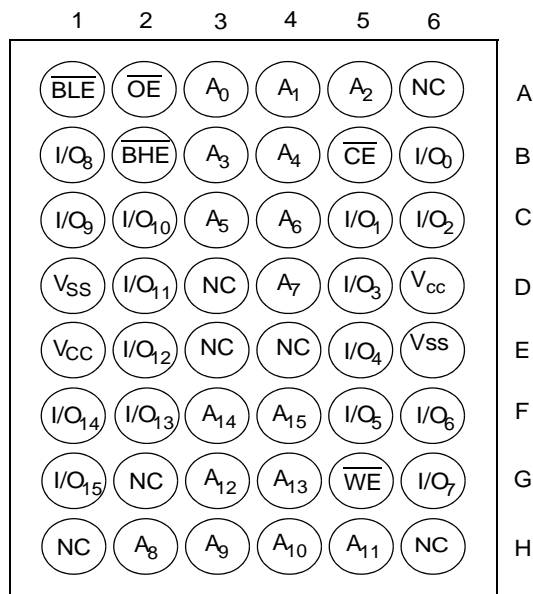 1 2 3 4 5 6
BLE OE A0 A1 A2 NC A
I/O8 BHE A3 A4 CE I/O0 B
I/O9 I/O10 A5 A6 I/O1 I/O2 C
VSS I/O11 NC A7 I/O3 Vcc D
VCC I/O12 NC NC I/O4 Vss E
I/O14 I/O13 A14 A15 I/O5 I/O6 F
I/O15 NC A12 A13 WE I/O7 G
NC A8 A9 A10 A11 NC H